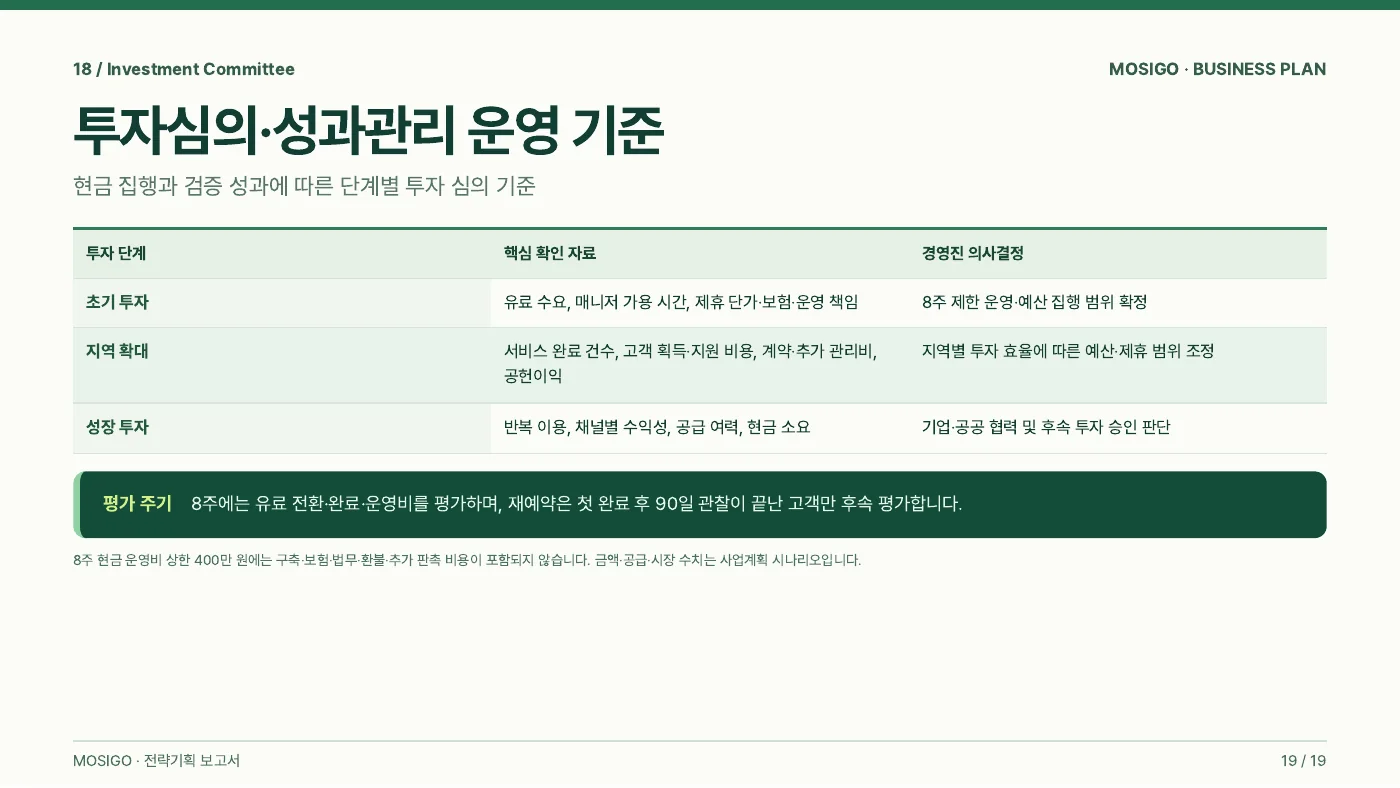 18 / Investment Committee
MOSIGO · BUSINESS PLAN
투자심의·성과관리 운영 기준
현금 집행과 검증 성과에 따른 단계별 투자 심의 기준
투자 단계
핵심 확인 자료
경영진 의사결정
초기 투자
유료 수요, 매니저 가용 시간, 제휴 단가·보험·운영 책임
8주 제한 운영·예산 집행 범위 확정
지역 확대
서비스 완료 건수, 고객 획득·지원 비용, 계약·추가 관리비,
공헌이익
지역별 투자 효율에 따른 예산·제휴 범위 조정
성장 투자
반복 이용, 채널별 수익성, 공급 여력, 현금 소요
기업·공공 협력 및 후속 투자 승인 판단
평가 주기 8주에는 유료 전환·완료·운영비를 평가하며, 재예약은 첫 완료 후 90일 관찰이 끝난 고객만 후속 평가합니다.
8주 현금 운영비 상한 400만 원에는 구축·보험·법무·환불·추가 판촉 비용이 포함되지 않습니다. 금액·공급·시장 수치는 사업계획 시나리오입니다.
MOSIGO · 전략기획 보고서
19 / 19